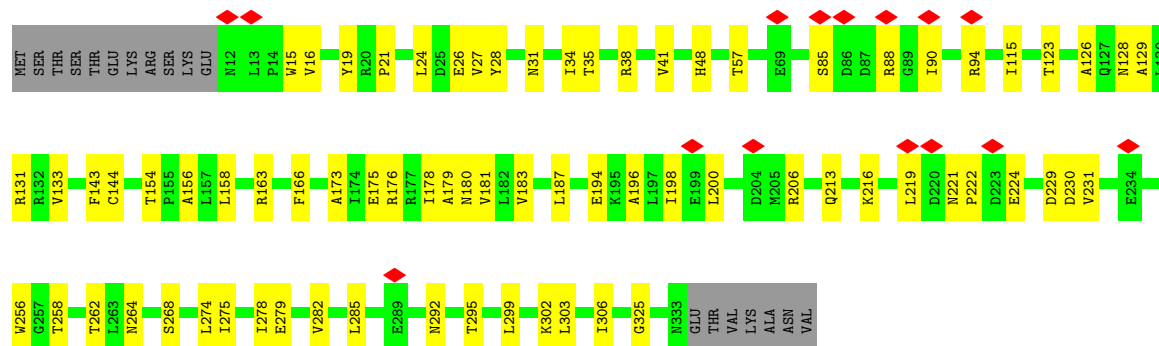 MET SER THR SER THR GLU LYS ARG SER LYS GLU N12 L13 P14 W15 V16 Y19 R20 P21 L24 D25 E26 V27 Y28 N31 I34 T35 R38 V41 H48 T57 E69 S85 D86 D87 R88 G89 I90 R94 I115 T123 A126 Q127 N128 A129 L130
R131 R132 V133 F143 C144 T154 P155 A156 L157 L158 R163 F166 A173 I174 E175 R176 R177 I178 A179 N180 V181 L182 V183 L187 E194 K195 A196 L197 I198 E199 L200 D204 M205 R206 Q213 K216 L219 D220 N221 P222 D223 E224 D229 D230 V231 E234
W256 G257 T258 T262 L263 N264 S268 L274 I275 I278 E279 V282 L285 E289 N292 T295 L299 K302 L303 I306 G325 N333 GLU THR VAL LYS ALA ASN VAL